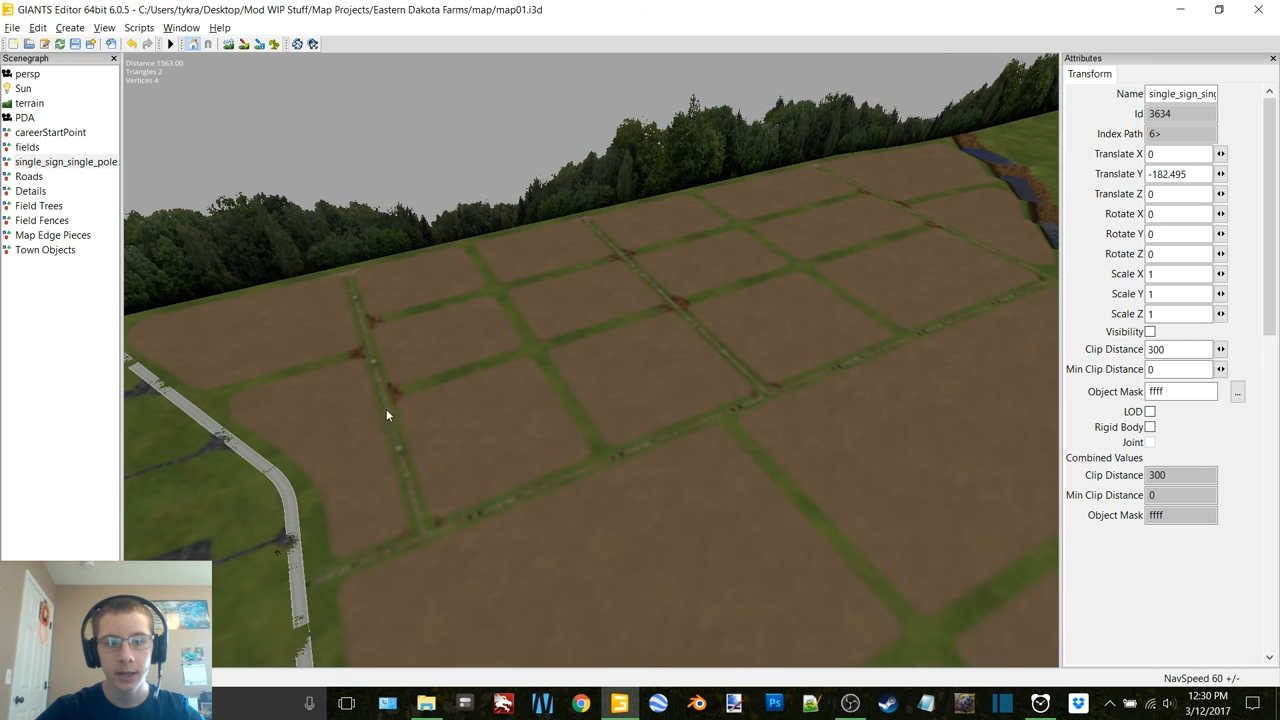 GIANTS Editor 64bit 6.0.5 - C:/Users/tykra/Desktop/Mod WIP Stuff/Map Projects/Eastern Dakota Farms/map/map01.i3d
File Edit Create View Scripts Window Help
Scenegraph
persp
Sun
terrain
PDA
careerStartPoint
fields
single_sign_single_pole
Roads
Details
Field Trees
Field Fences
Map Edge Pieces
Town Objects
Distance 1563.00
Triangles 2
Vertices 4
Attributes
Transform
Name single_sign_sing
Id 3634
Index Path 6>
Translate X 0
Translate Y -182.495
Translate Z 0
Rotate X 0
Rotate Y 0
Rotate Z 0
Scale X 1
Scale Y 1
Scale Z 1
Visibility
Clip Distance 300
Min Clip Distance 0
Object Mask ffff ...
LOD
Rigid Body
Joint
Combined Values
Clip Distance 300
Min Clip Distance 0
Object Mask ffff
NavSpeed 60 +/-
12:30 PM
3/12/2017